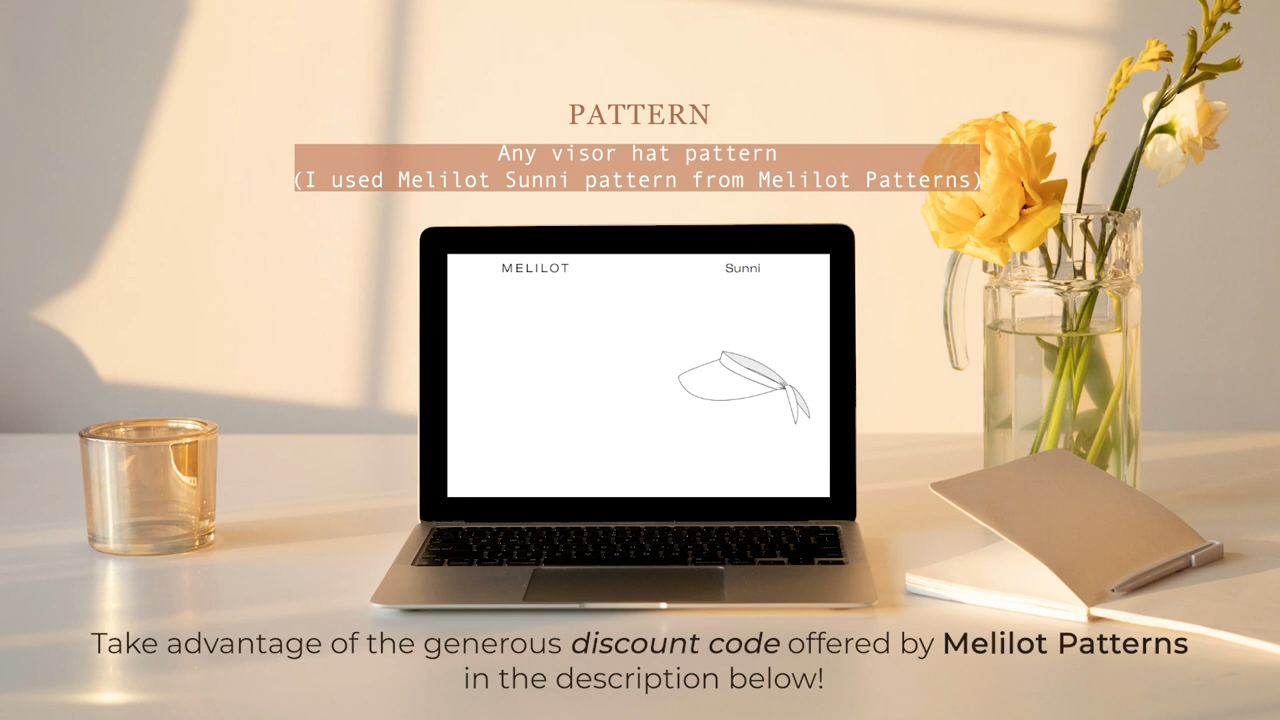 PATTERN
Any visor hat pattern
(I used Melilot Sunni pattern from Melilot Patterns)
MELILOT Sunni
Take advantage of the generous discount code offered by Melilot Patterns
in the description below!